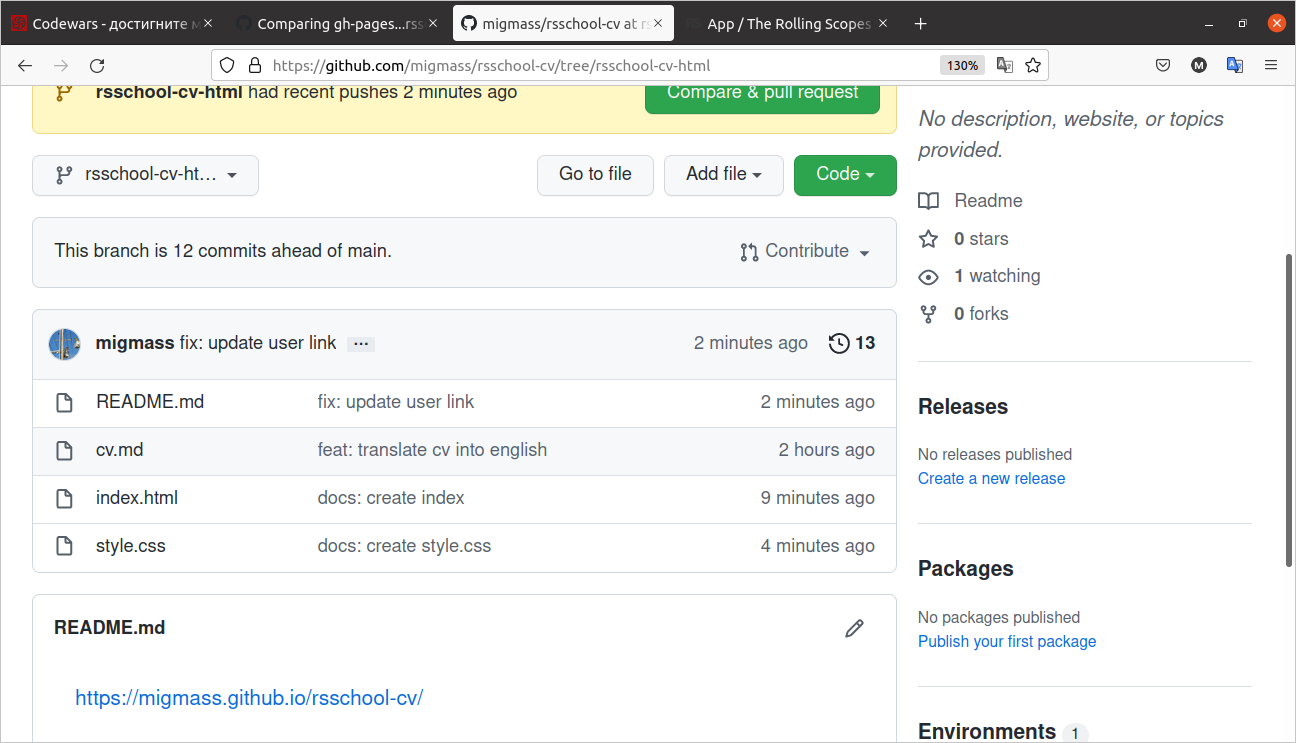 Codewars - достигните м
Comparing gh-pages...rss
migmass/rsschool-cv at rs
App / The Rolling Scopes
https://github.com/migmass/rsschool-cv/tree/rsschool-cv-html
130%
M
rsschool-cv-html had recent pushes 2 minutes ago
Compare & pull request
rsschool-cv-ht...
Go to file
Add file
Code
This branch is 12 commits ahead of main.
Contribute
migmass fix: update user link ...
2 minutes ago
13
README.md
fix: update user link
2 minutes ago
cv.md
feat: translate cv into english
2 hours ago
index.html
docs: create index
9 minutes ago
style.css
docs: create style.css
4 minutes ago
README.md
https://migmass.github.io/rsschool-cv/
No description, website, or topics
provided.
Readme
0 stars
1 watching
0 forks
Releases
No releases published
Create a new release
Packages
No packages published
Publish your first package
Environments 1